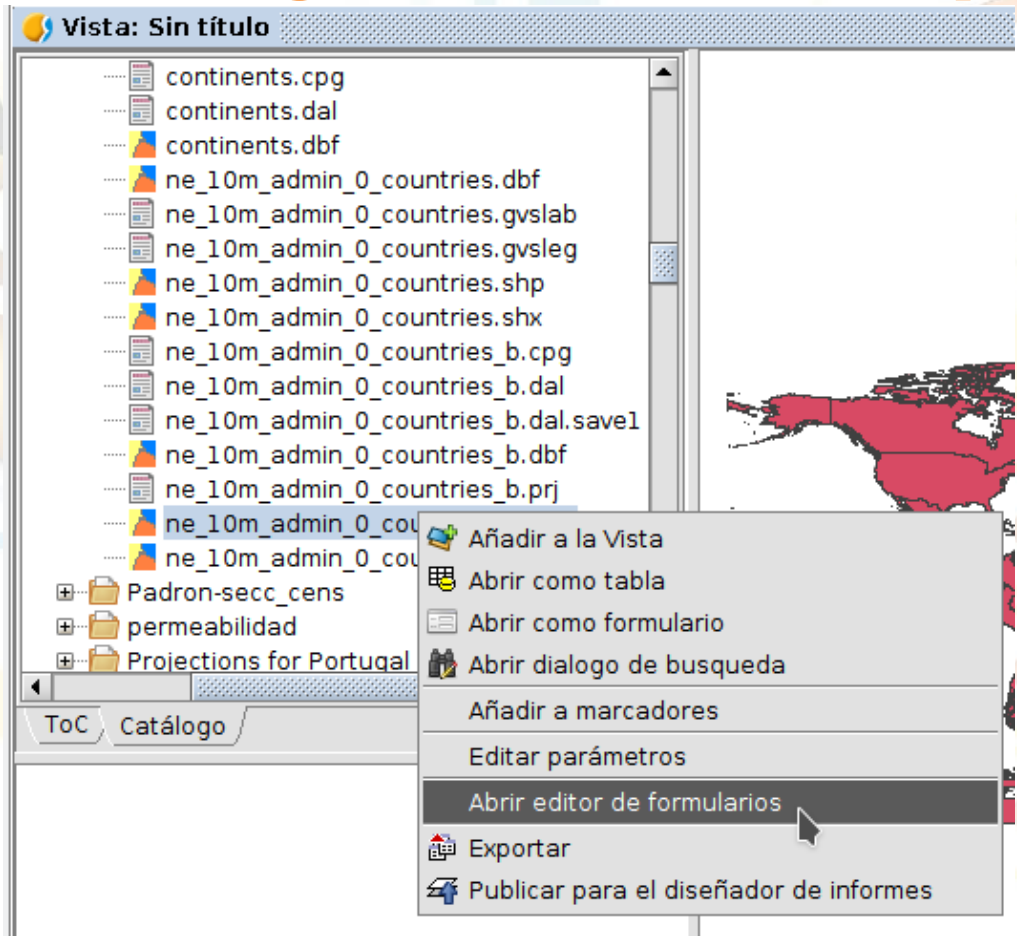 Vista: Sin título
continents.cpg
continents.dal
continents.dbf
ne_10m_admin_0_countries.dbf
ne_10m_admin_0_countries.gvslab
ne_10m_admin_0_countries.gvsleg
ne_10m_admin_0_countries.shp
ne_10m_admin_0_countries.shx
ne_10m_admin_0_countries_b.cpg
ne_10m_admin_0_countries_b.dal
ne_10m_admin_0_countries_b.dal.save1
ne_10m_admin_0_countries_b.dbf
ne_10m_admin_0_countries_b.prj
ne_10m_admin_0_cou
ne_10m_admin_0_cou
Padron-secc_cens
permeabilidad
Projections for Portugal
ToC Catálogo
Añadir a la Vista
Abrir como tabla
Abrir como formulario
Abrir dialogo de busqueda
Añadir a marcadores
Editar parámetros
Abrir editor de formularios
Exportar
Publicar para el diseñador de informes